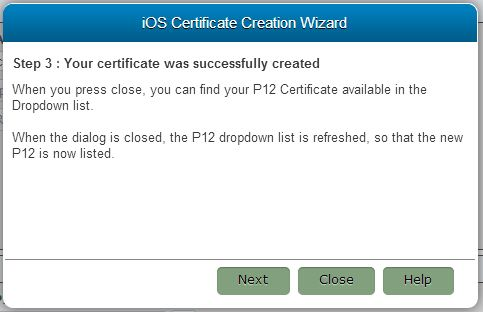 iOS Certificate Creation Wizard
Step 3 : Your certificate was successfully created
When you press close, you can find your P12 Certificate available in the
Dropdown list.
When the dialog is closed, the P12 dropdown list is refreshed, so that the new
P12 is now listed.
Next Close Help